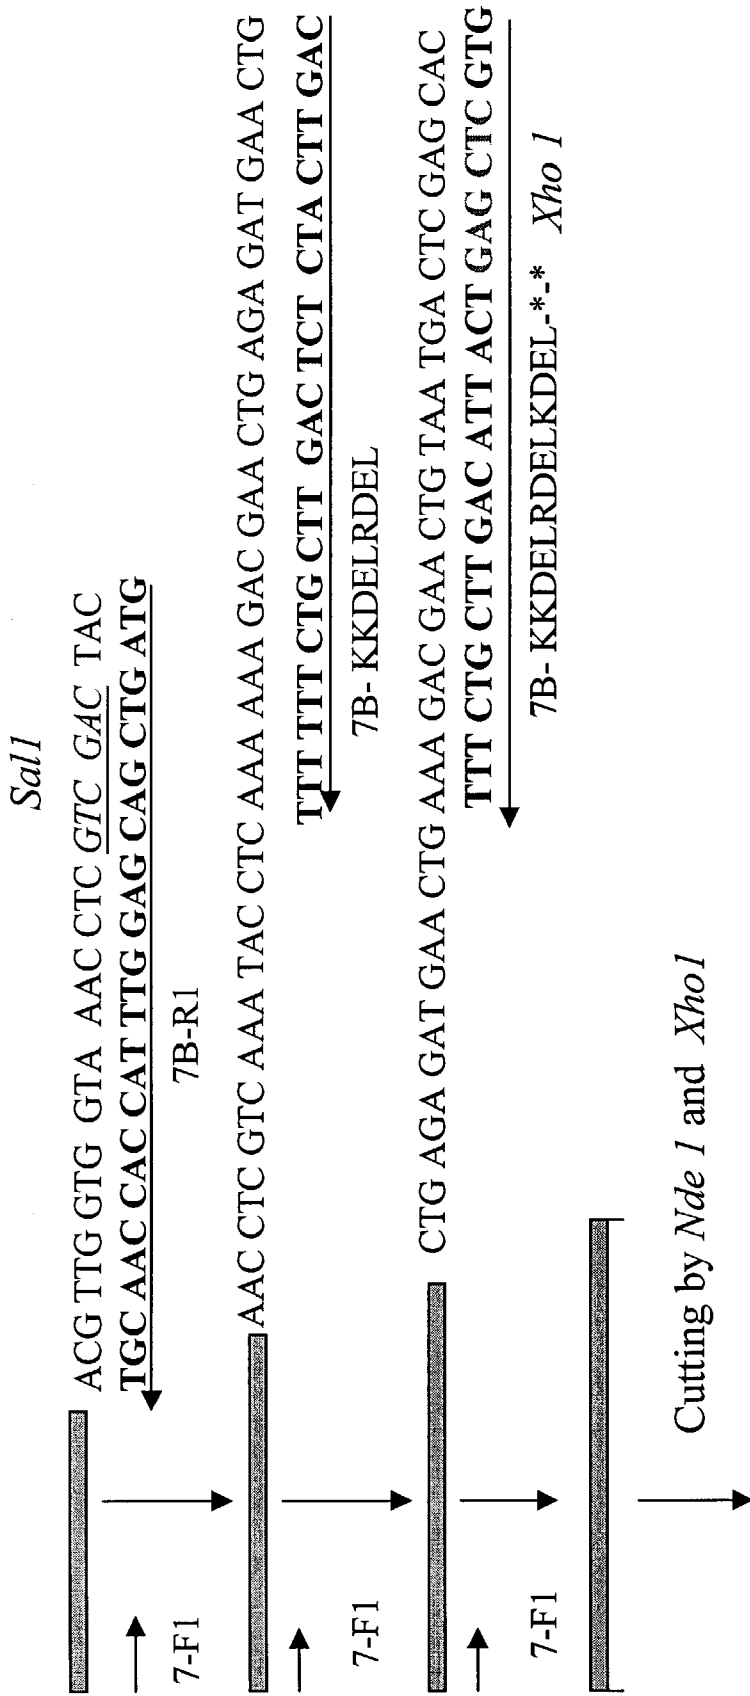 Sal1
ACG TTG GTG GTA AAC CTC GTC GAC TAC
TGC AAC CAC CAT TTG GAG CAG CTG ATG
7B-R1
7-F1
AAC CTC GTC AAA TAC CTC AAA AAA GAC GAA CTG AGA GAT GAA CTG
TTT TTT CTG CTT GAC TCT CTA CTT GAC
7B- KKDELRDEL
7-F1
CTG AGA GAT GAA CTG AAA GAC GAA CTG TAA TGA CTC GAG CAC
TTT CTG CTT GAC ATT ACT GAG CTC GTG
7B- KKDELRDELKDEL-*-* Xho 1
7-F1
Cutting by Nde 1 and Xho1